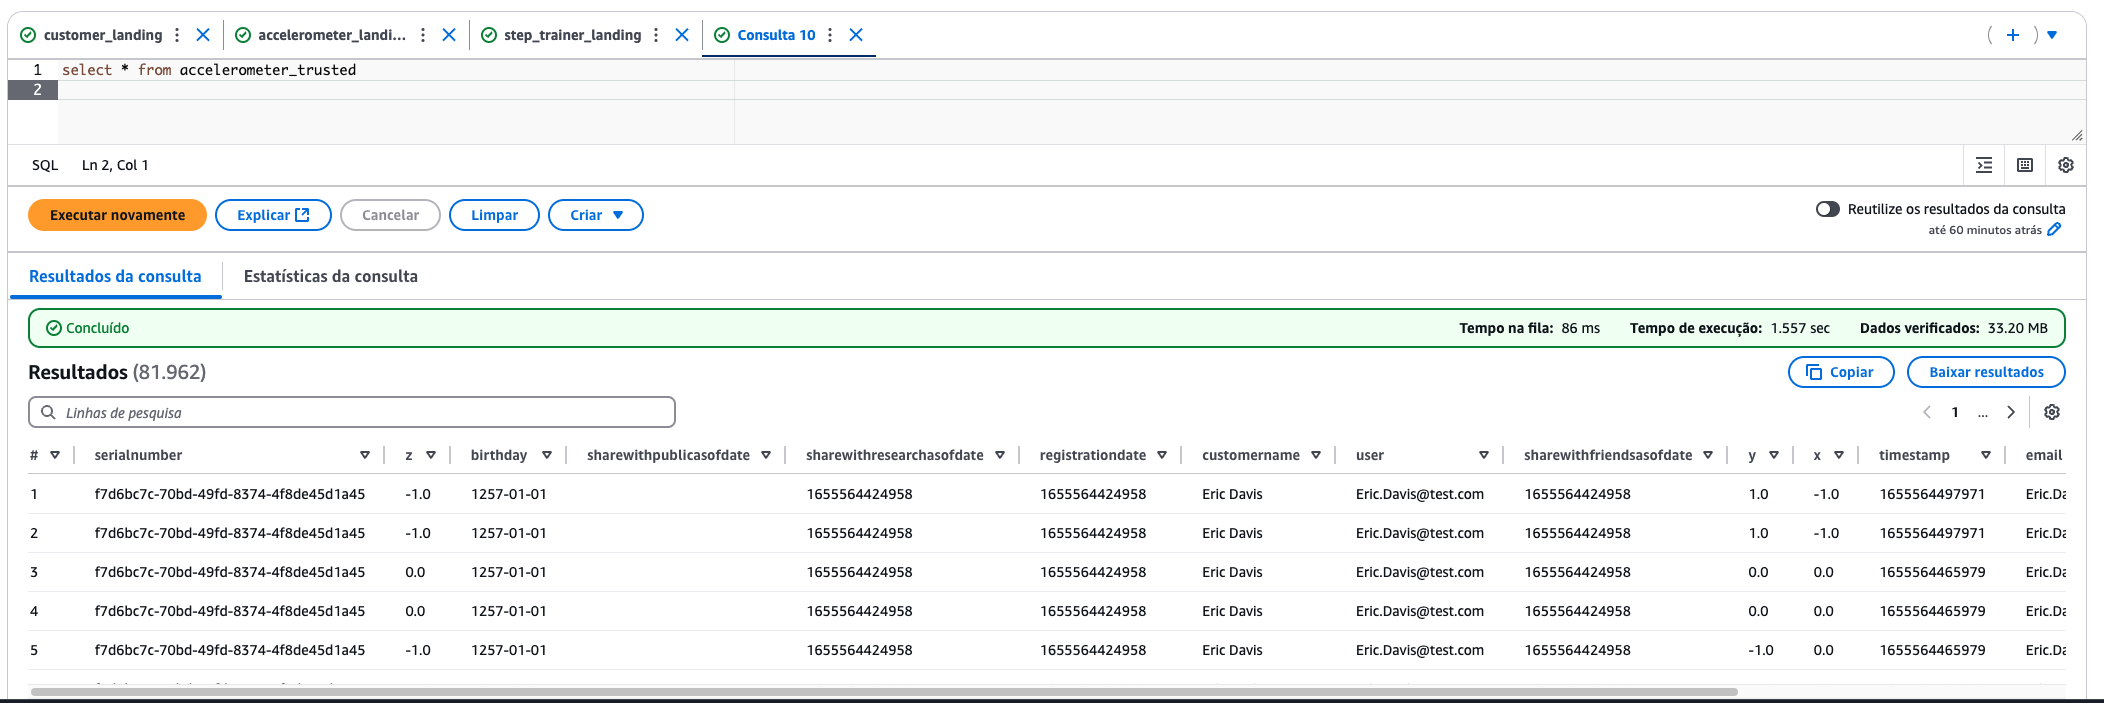 customer_landing accelerometer_landi... step_trainer_landing Consulta 10
1 select * from accelerometer_trusted
2
SQL Ln 2, Col 1
Executar novamente Explicar Cancelar Limpar Criar
Reutilize os resultados da consulta
até 60 minutos atrás
Resultados da consulta Estatísticas da consulta
Concluído Tempo na fila: 86 ms Tempo de execução: 1.557 sec Dados verificados: 33.20 MB
Resultados (81.962) Copiar Baixar resultados
Linhas de pesquisa 1 ...
# serialnumber z birthday sharewithpublicasofdate sharewithresearchasofdate registrationdate customername user sharewithfriendsasofdate y x timestamp email
1 f7d6bc7c-70bd-49fd-8374-4f8de45d1a45 -1.0 1257-01-01 1655564424958 1655564424958 Eric Davis Eric.Davis@test.com 1655564424958 1.0 -1.0 1655564497971 Eric.Da
2 f7d6bc7c-70bd-49fd-8374-4f8de45d1a45 -1.0 1257-01-01 1655564424958 1655564424958 Eric Davis Eric.Davis@test.com 1655564424958 1.0 -1.0 1655564497971 Eric.Da
3 f7d6bc7c-70bd-49fd-8374-4f8de45d1a45 0.0 1257-01-01 1655564424958 1655564424958 Eric Davis Eric.Davis@test.com 1655564424958 0.0 0.0 1655564465979 Eric.Da
4 f7d6bc7c-70bd-49fd-8374-4f8de45d1a45 0.0 1257-01-01 1655564424958 1655564424958 Eric Davis Eric.Davis@test.com 1655564424958 0.0 0.0 1655564465979 Eric.Da
5 f7d6bc7c-70bd-49fd-8374-4f8de45d1a45 -1.0 1257-01-01 1655564424958 1655564424958 Eric Davis Eric.Davis@test.com 1655564424958 -1.0 0.0 1655564465979 Eric.Da